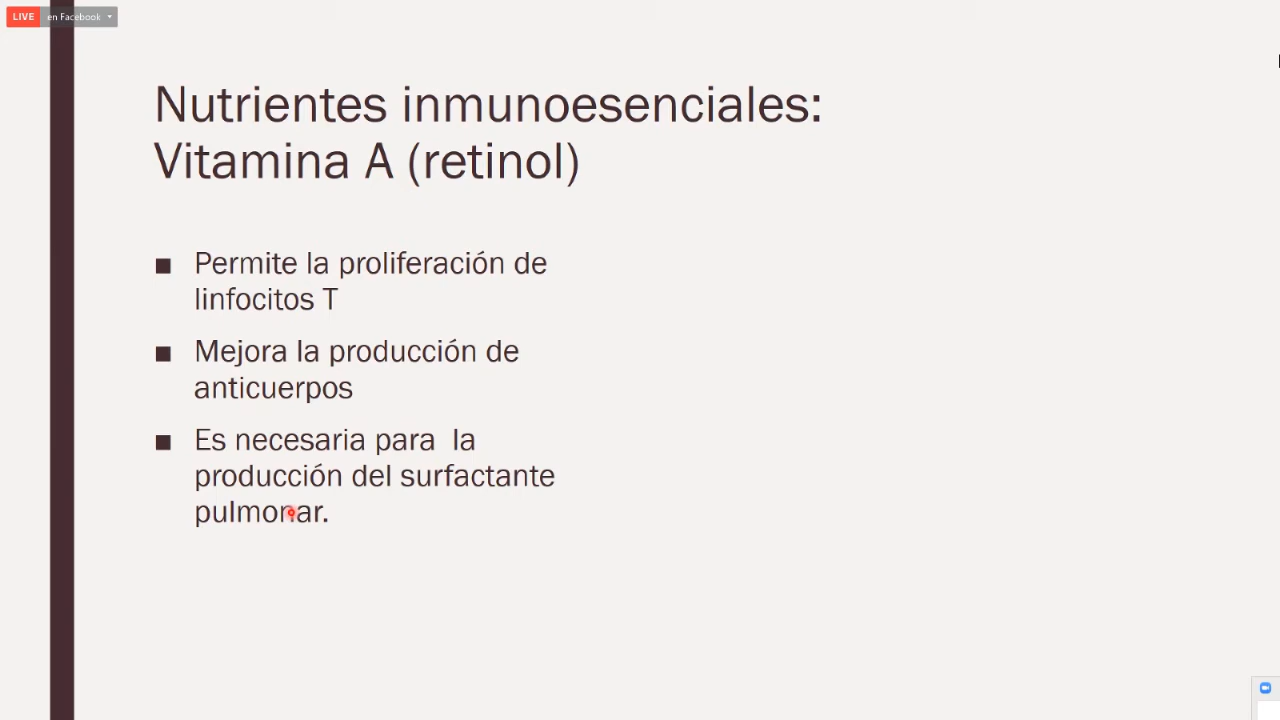 LIVE en Facebook
Nutrientes inmunoesenciales:
Vitamina A (retinol)
Permite la proliferación de
linfocitos T
Mejora la producción de
anticuerpos
Es necesaria para  la
producción del surfactante
pulmonar.